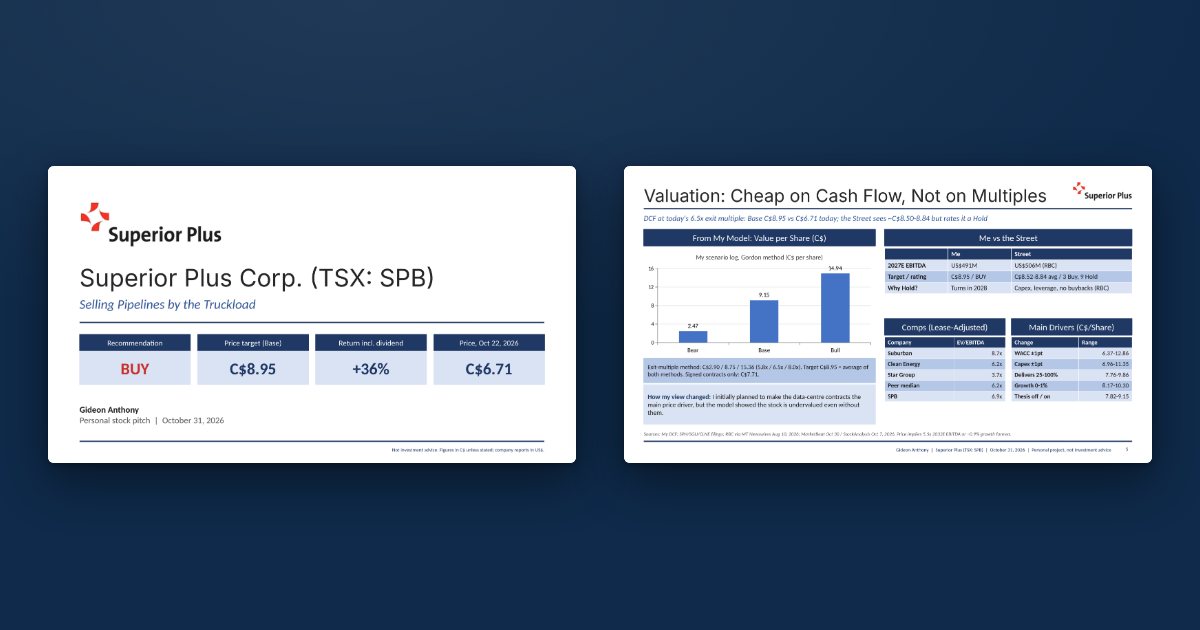 Superior Plus
Superior Plus Corp. (TSX: SPB)
Selling Pipelines by the Truckload
Recommendation
BUY
Price target (Base)
C$8.95
Return incl. dividend
+36%
Price, Oct 22, 2026
C$6.71
Gideon Anthony
Personal stock pitch | October 31, 2026
Not investment advice. Figures in C$ unless stated; company reports in US$.
Valuation: Cheap on Cash Flow, Not on Multiples
Superior Plus
DCF at today's 6.5x exit multiple: Base C$8.95 vs C$6.71 today; the Street sees ~C$8.50-8.84 but rates it a Hold
From My Model: Value per Share (C$)
My scenario log, Gordon method (C$ per share)
16
12
8
4
0
2.47
9.15
14.94
Bear
Base
Bull
Exit multiple method: C$2.90 / 8.75 / 15.36 (5.8x / 6.5x / 8.0x). Target C$8.95 = average of
both methods. Signed contracts only: C$7.71.
How my view changed: I initially planned to make the data-centre contracts the
main price driver, but the model showed the stock is undervalued even without
them.
Me vs the Street
Me Street
2027E EBITDA US$491M US$506M (RBC)
Target / rating C$8.95 / BUY C$8.52-8.84 avg / 3 Buy, 9 Hold
Why Hold? Turns in 2028 Capex, leverage, no buybacks (RBC)
Comps (Lease-Adjusted)
Company EV/EBITDA
Suburban 8.7x
Clean Energy 6.2x
Star Group 3.7x
Peer median 6.2x
SPB 6.9x
Main Drivers (C$/Share)
Change Range
WACC ±1pt 6.37-12.86
Capex ±1pt 6.96-11.35
Delivers 25-100% 7.76-9.86
Growth 0-1% 8.17-10.30
Thesis off / on 7.82-9.15
Gideon Anthony | Superior Plus (TSX: SPB) | October 31, 2026 | Personal project, not investment advice